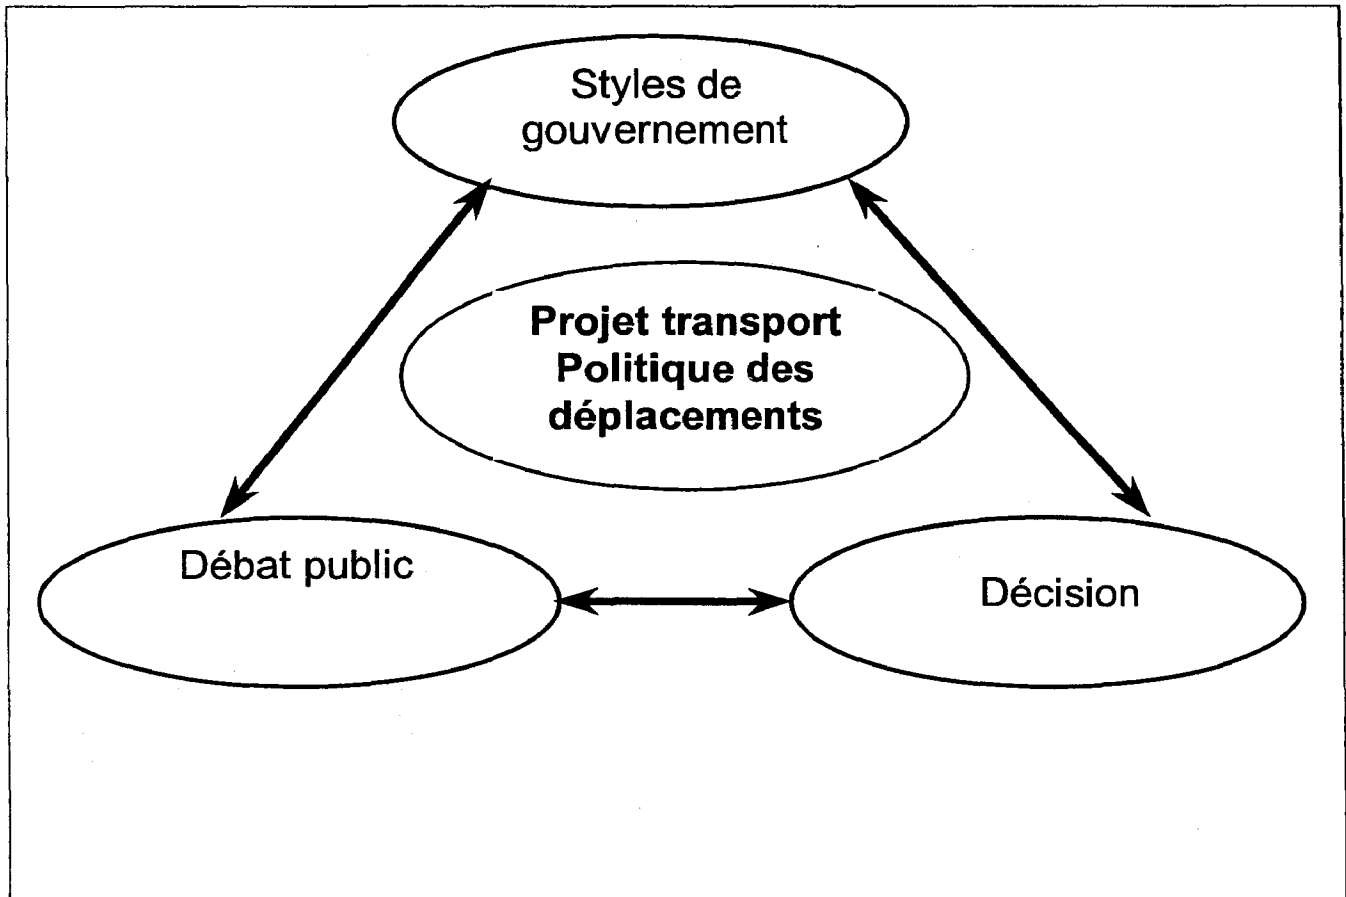 Styles de
gouvernement
Projet transport
Politique des
déplacements
Débat public
Décision